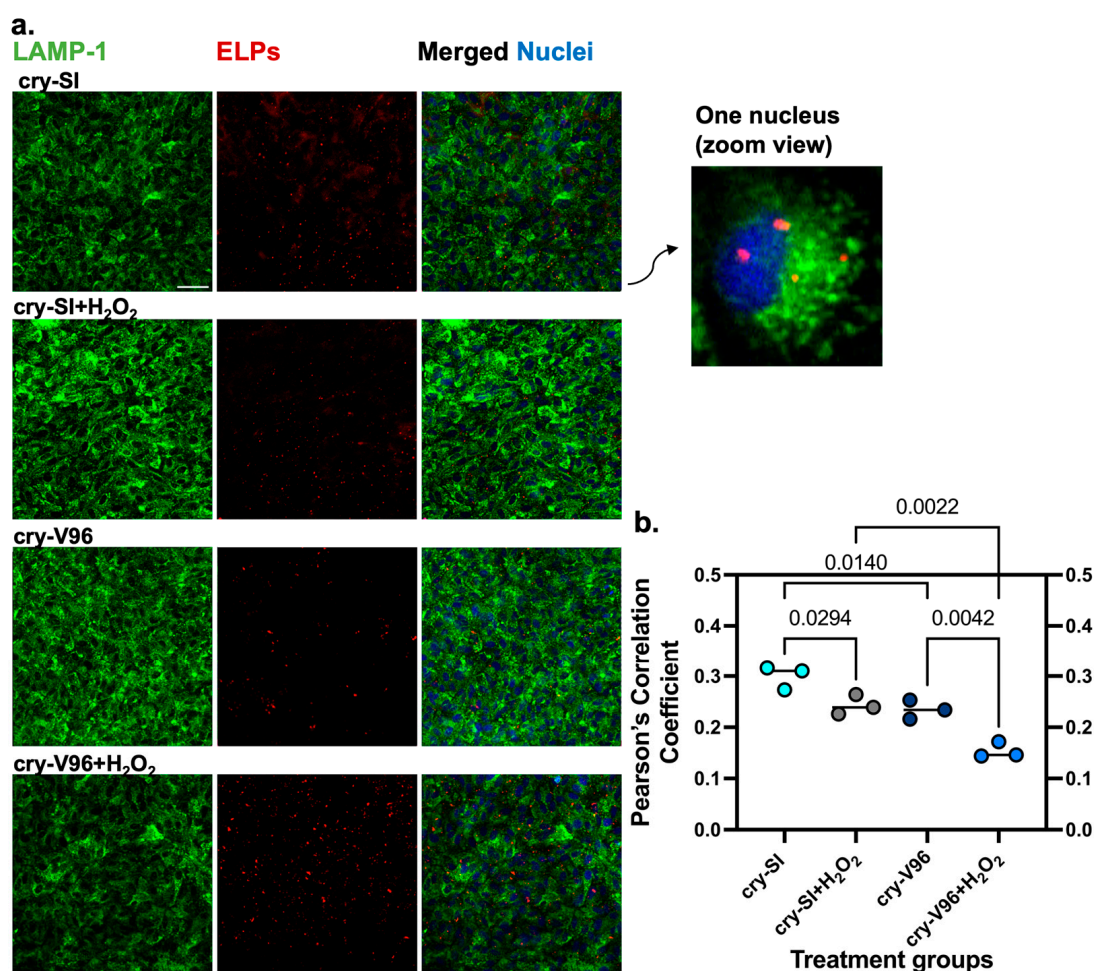 a.
LAMP-1 ELPs Merged Nuclei
cry-SI
One nucleus
(zoom view)
cry-SI+H₂O₂
cry-V96
cry-V96+H₂O₂
b.
0.0022
0.0140
0.0294
0.0042
Pearson's Correlation
Coefficient
0.5
0.4
0.3
0.2
0.1
0.0
0.5
0.4
0.3
0.2
0.1
0.0
cry-SI
cry-SI+H₂O₂
cry-V96
cry-V96+H₂O₂
Treatment groups